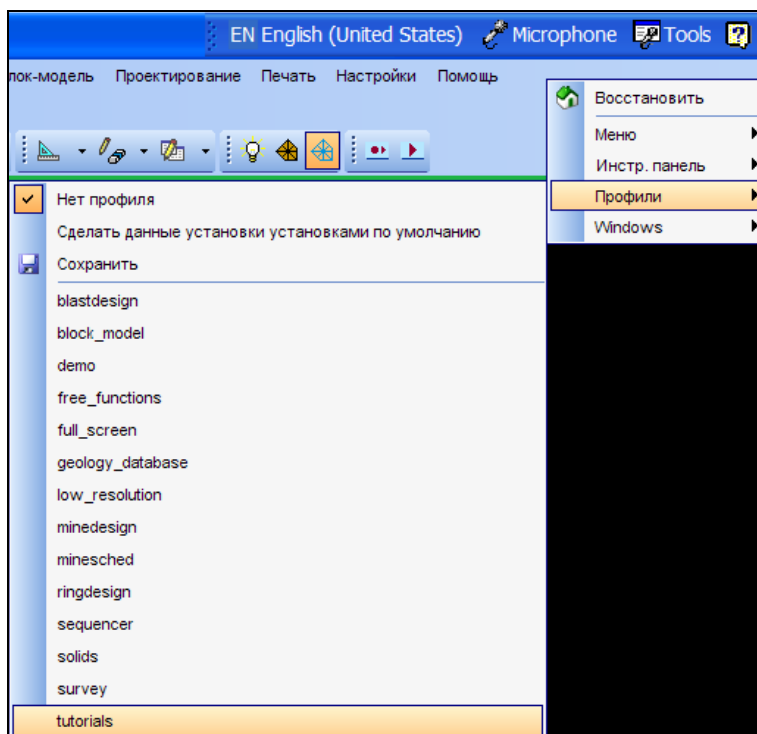 EN English (United States) Microphone Tools ?
лок-модель Проектирование Печать Настройки Помощь
Восстановить
Меню
Инстр. панель
Профили
Windows
Нет профиля
Сделать данные установки установками по умолчанию
Сохранить
blastdesign
block_model
demo
free_functions
full_screen
geology_database
low_resolution
minedesign
minesched
ringdesign
sequencer
solids
survey
tutorials